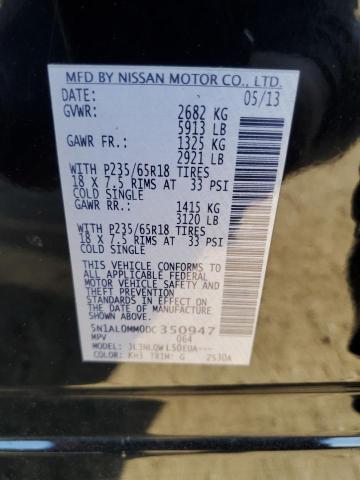 MFD BY NISSAN MOTOR CO., LTD.
DATE: 05/13
GVWR: 2682 KG
5913 LB
GAWR FR: 1325 KG
2921 LB
WITH P235/65R18 TIRES
18 X 7.5 RIMS AT 33 PSI
COLD SINGLE
GAWR RR: 1415 KG
3120 LB
WITH P235/65R18 TIRES
18 X 7.5 RIMS AT 33 PSI
COLD SINGLE
THIS VEHICLE CONFORMS TO
ALL APPLICABLE FEDERAL
MOTOR VEHICLE SAFETY
STANDARDS IN EFFECT ON
THE DATE OF MANUFACTURE
SHOWN ABOVE
5N1AL0MM0DC350947
MPV 064
MODEL:
COLOR: KH3 TRIM: G 2530A